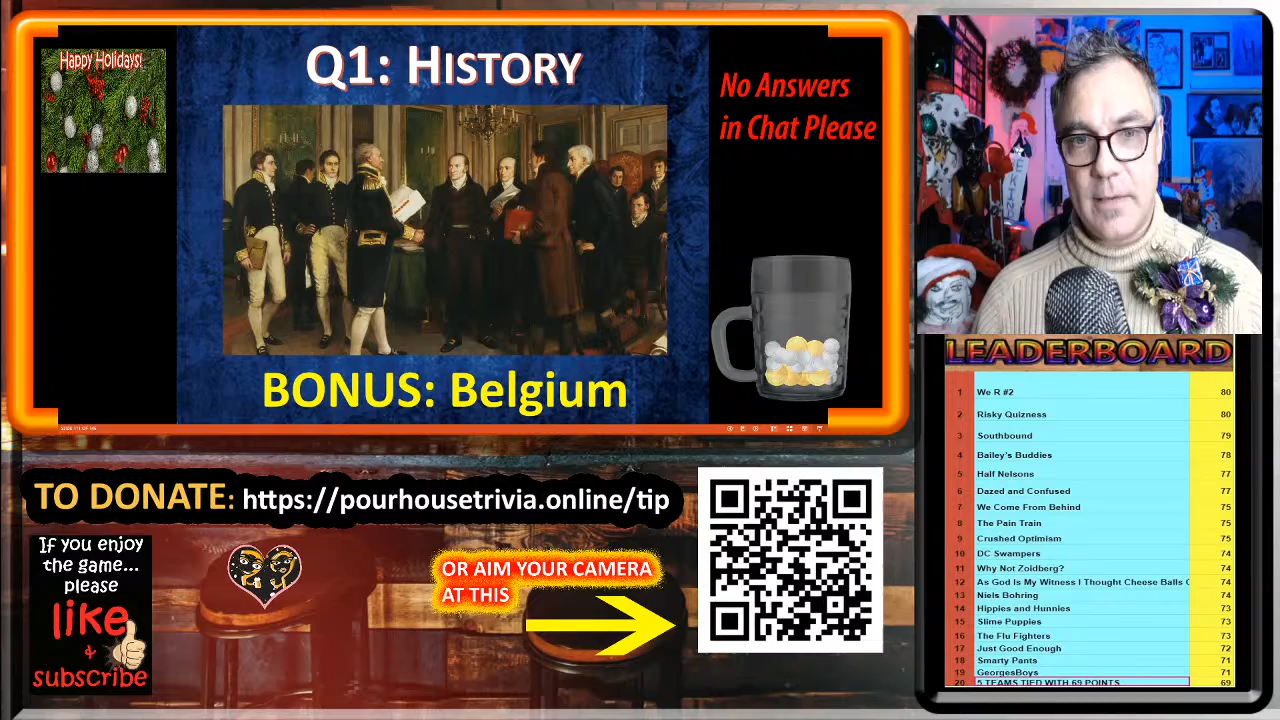 Happy Holidays!
Q1: HISTORY
BONUS: Belgium
No Answers
in Chat Please
SLIDE 111 OF 145
TO DONATE: https://pourhousetrivia.online/tip
If you enjoy
the game...
please
like
&
subscribe
OR AIM YOUR CAMERA
AT THIS
LEADERBOARD
1 We R #2 80
2 Risky Quizness 80
3 Southbound 79
4 Bailey's Buddies 78
5 Half Nelsons 77
6 Dazed and Confused 77
7 We Come From Behind 75
8 The Pain Train 75
9 Crushed Optimism 75
10 DC Swampers 74
11 Why Not Zoidberg? 74
12 As God Is My Witness I Thought Cheese Balls 74
13 Niels Bohring 74
14 Hippies and Hunnies 73
15 Slime Puppies 73
16 The Flu Fighters 73
17 Just Good Enough 72
18 Smarty Pants 71
19 GeorgesBoys 71
20 5 TEAMS TIED WITH 69 POINTS 69